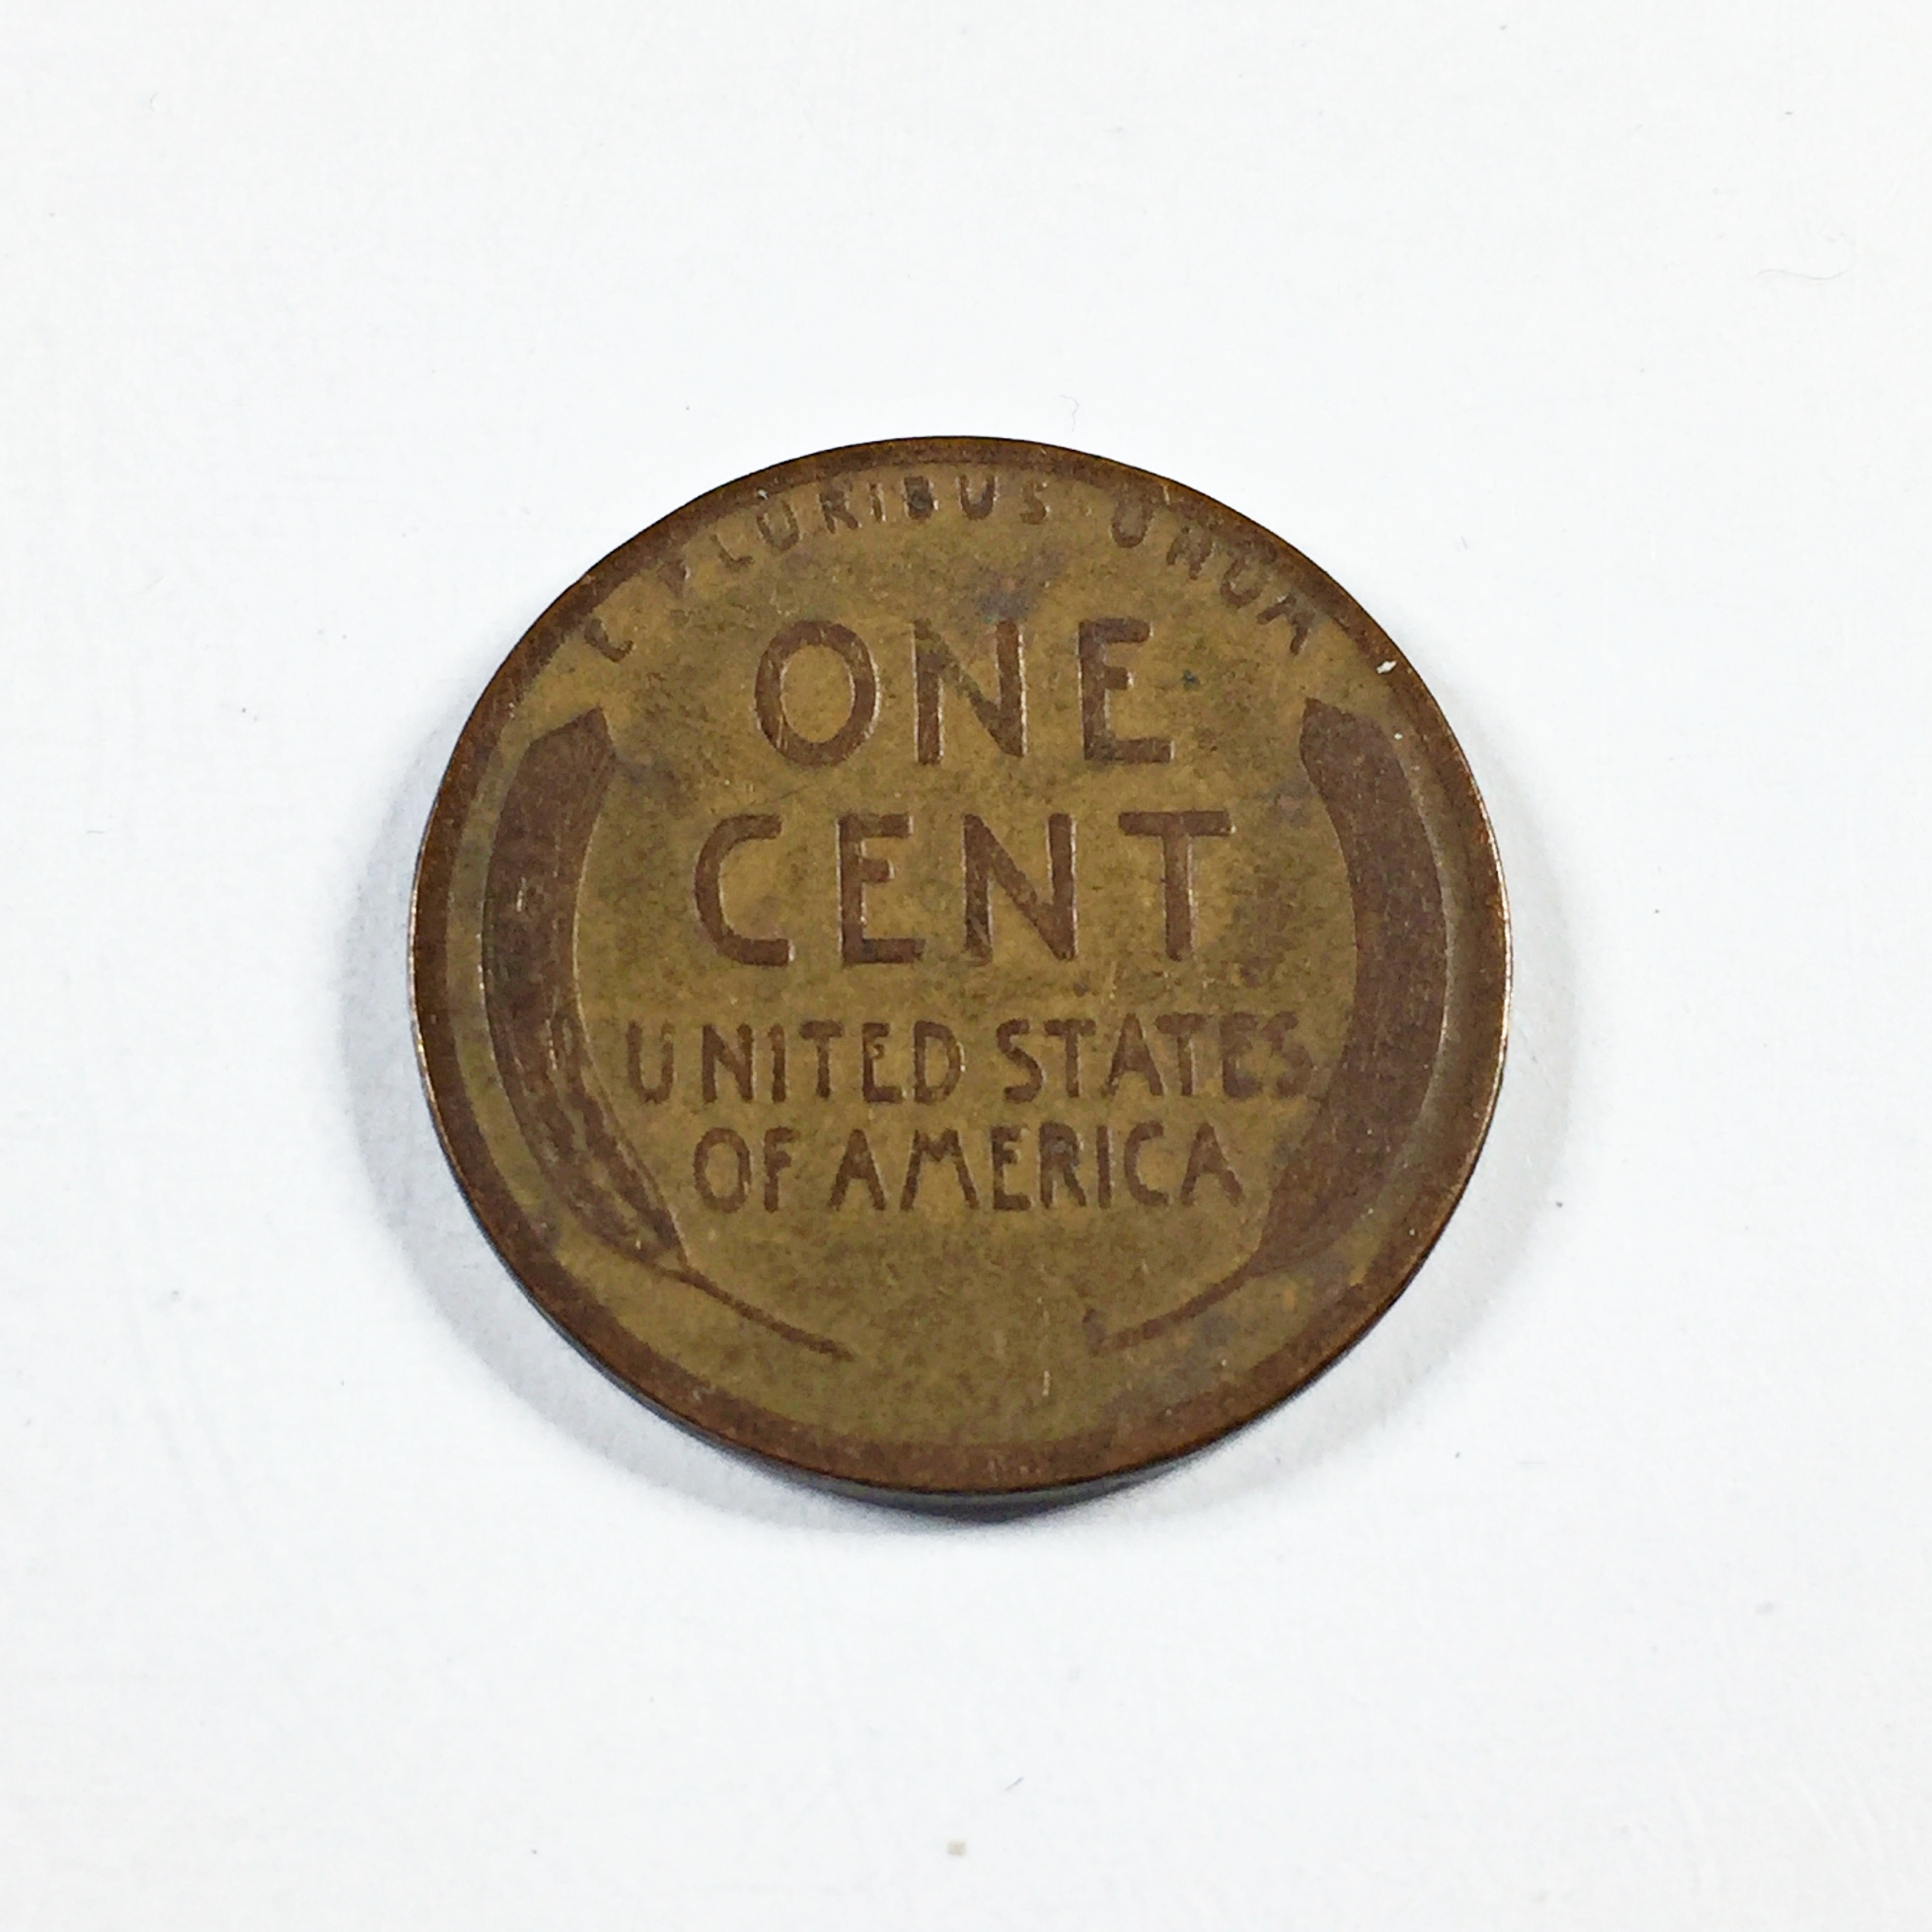 E PLURIBUS UNUM
ONE
CENT
UNITED STATES
OF AMERICA